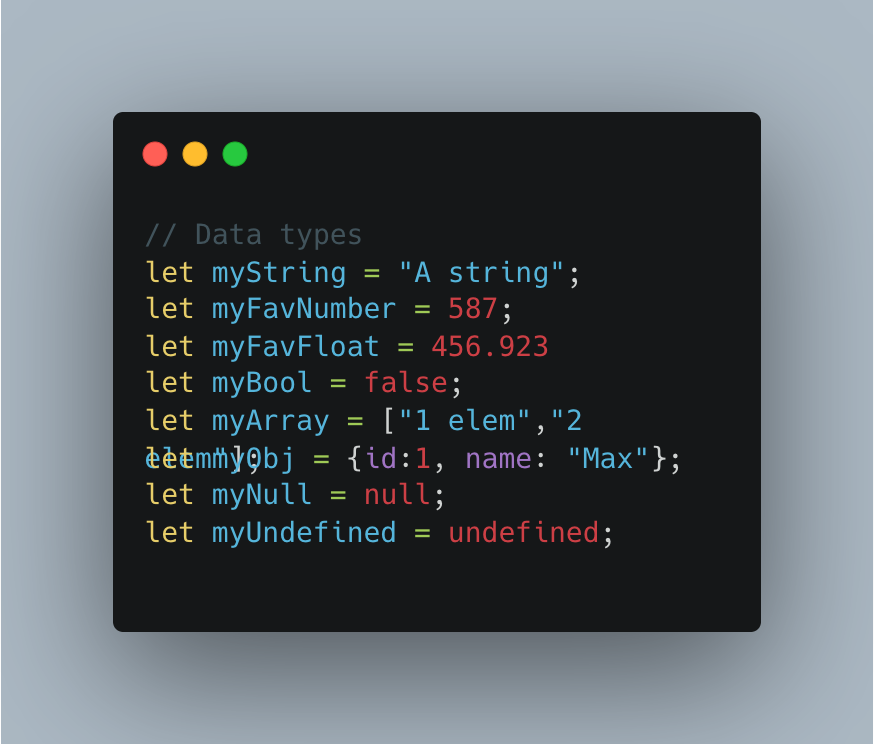 // Data types
let myString = "A string";
let myFavNumber = 587;
let myFavFloat = 456.923
let myBool = false;
let myArray = ["1 elem","2
elem"];
let myObj = {id:1, name: "Max"};
let myNull = null;
let myUndefined = undefined;